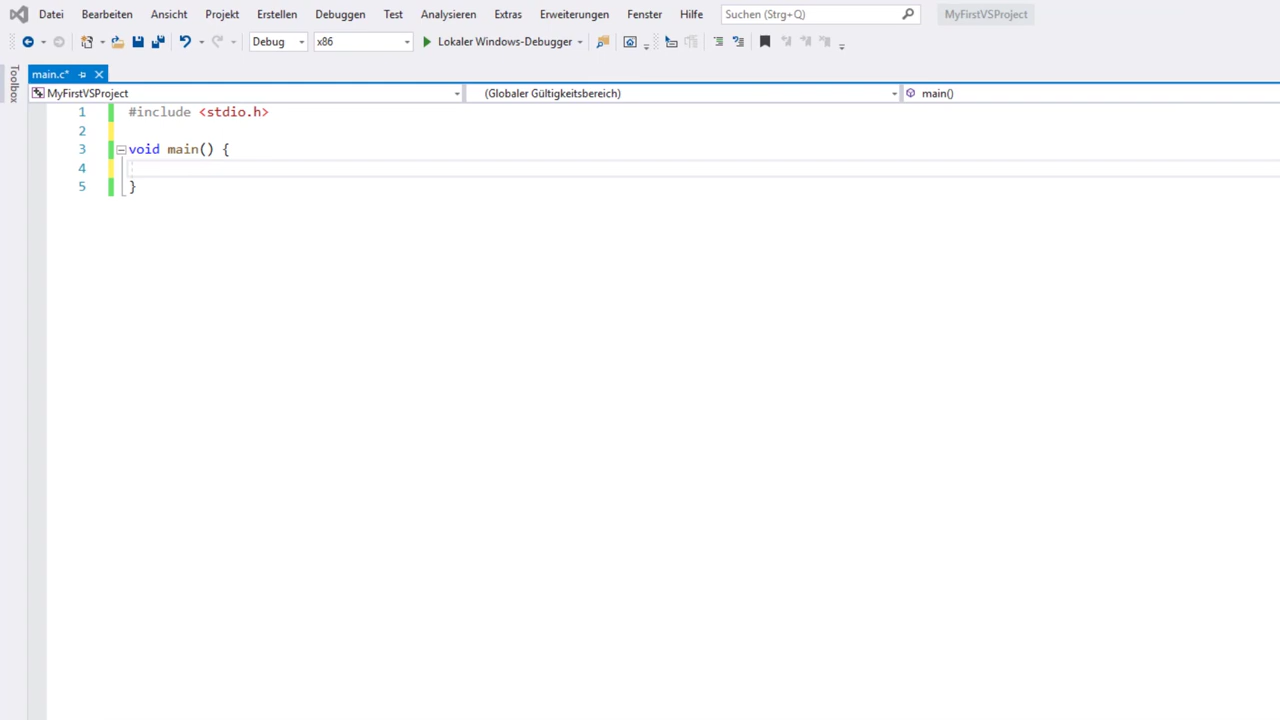 Datei Bearbeiten Ansicht Projekt Erstellen Debuggen Test Analysieren Extras Erweiterungen Fenster Hilfe Suchen (Strg+Q) MyFirstVSProject
Debug x86 Lokaler Windows-Debugger
Toolbox
main.c*
MyFirstVSProject (Globaler Gültigkeitsbereich) main()
1 #include <stdio.h>
2
3 void main() {
4
5 }